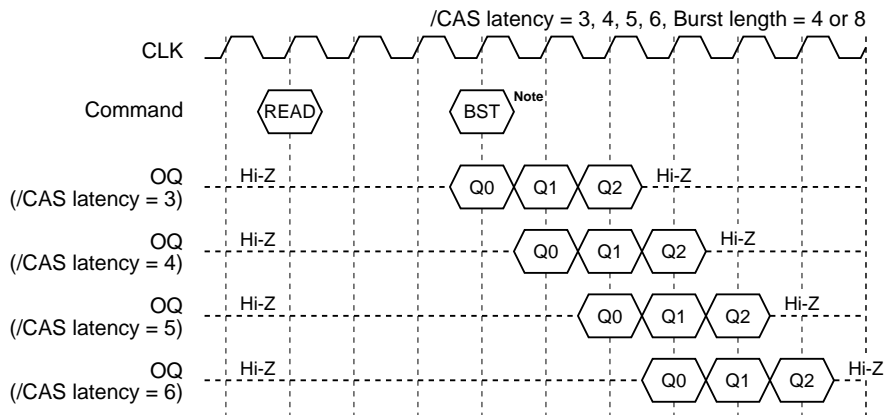 /CAS latency = 3, 4, 5, 6, Burst length = 4 or 8
CLK
Command READ BST Note
OQ
(/CAS latency = 3)
Hi-Z Q0 Q1 Q2 Hi-Z
OQ
(/CAS latency = 4)
Hi-Z Q0 Q1 Q2 Hi-Z
OQ
(/CAS latency = 5)
Hi-Z Q0 Q1 Q2 Hi-Z
OQ
(/CAS latency = 6)
Hi-Z Q0 Q1 Q2 Hi-Z